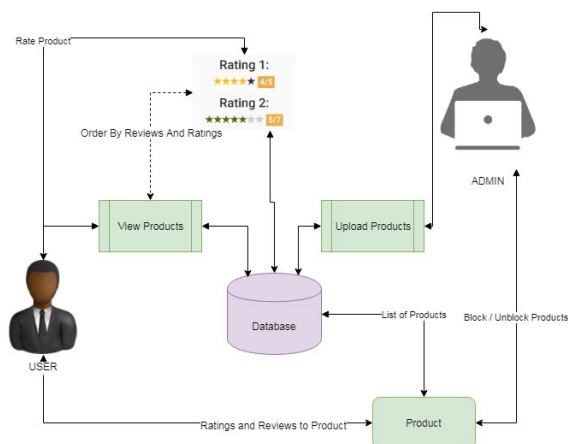 Rate Product
Rating 1:
4/5
Rating 2:
5/7
Order By Reviews And Ratings
ADMIN
View Products
Upload Products
Database
List of Products
Block / Unblock Products
USER
Ratings and Reviews to Product
Product